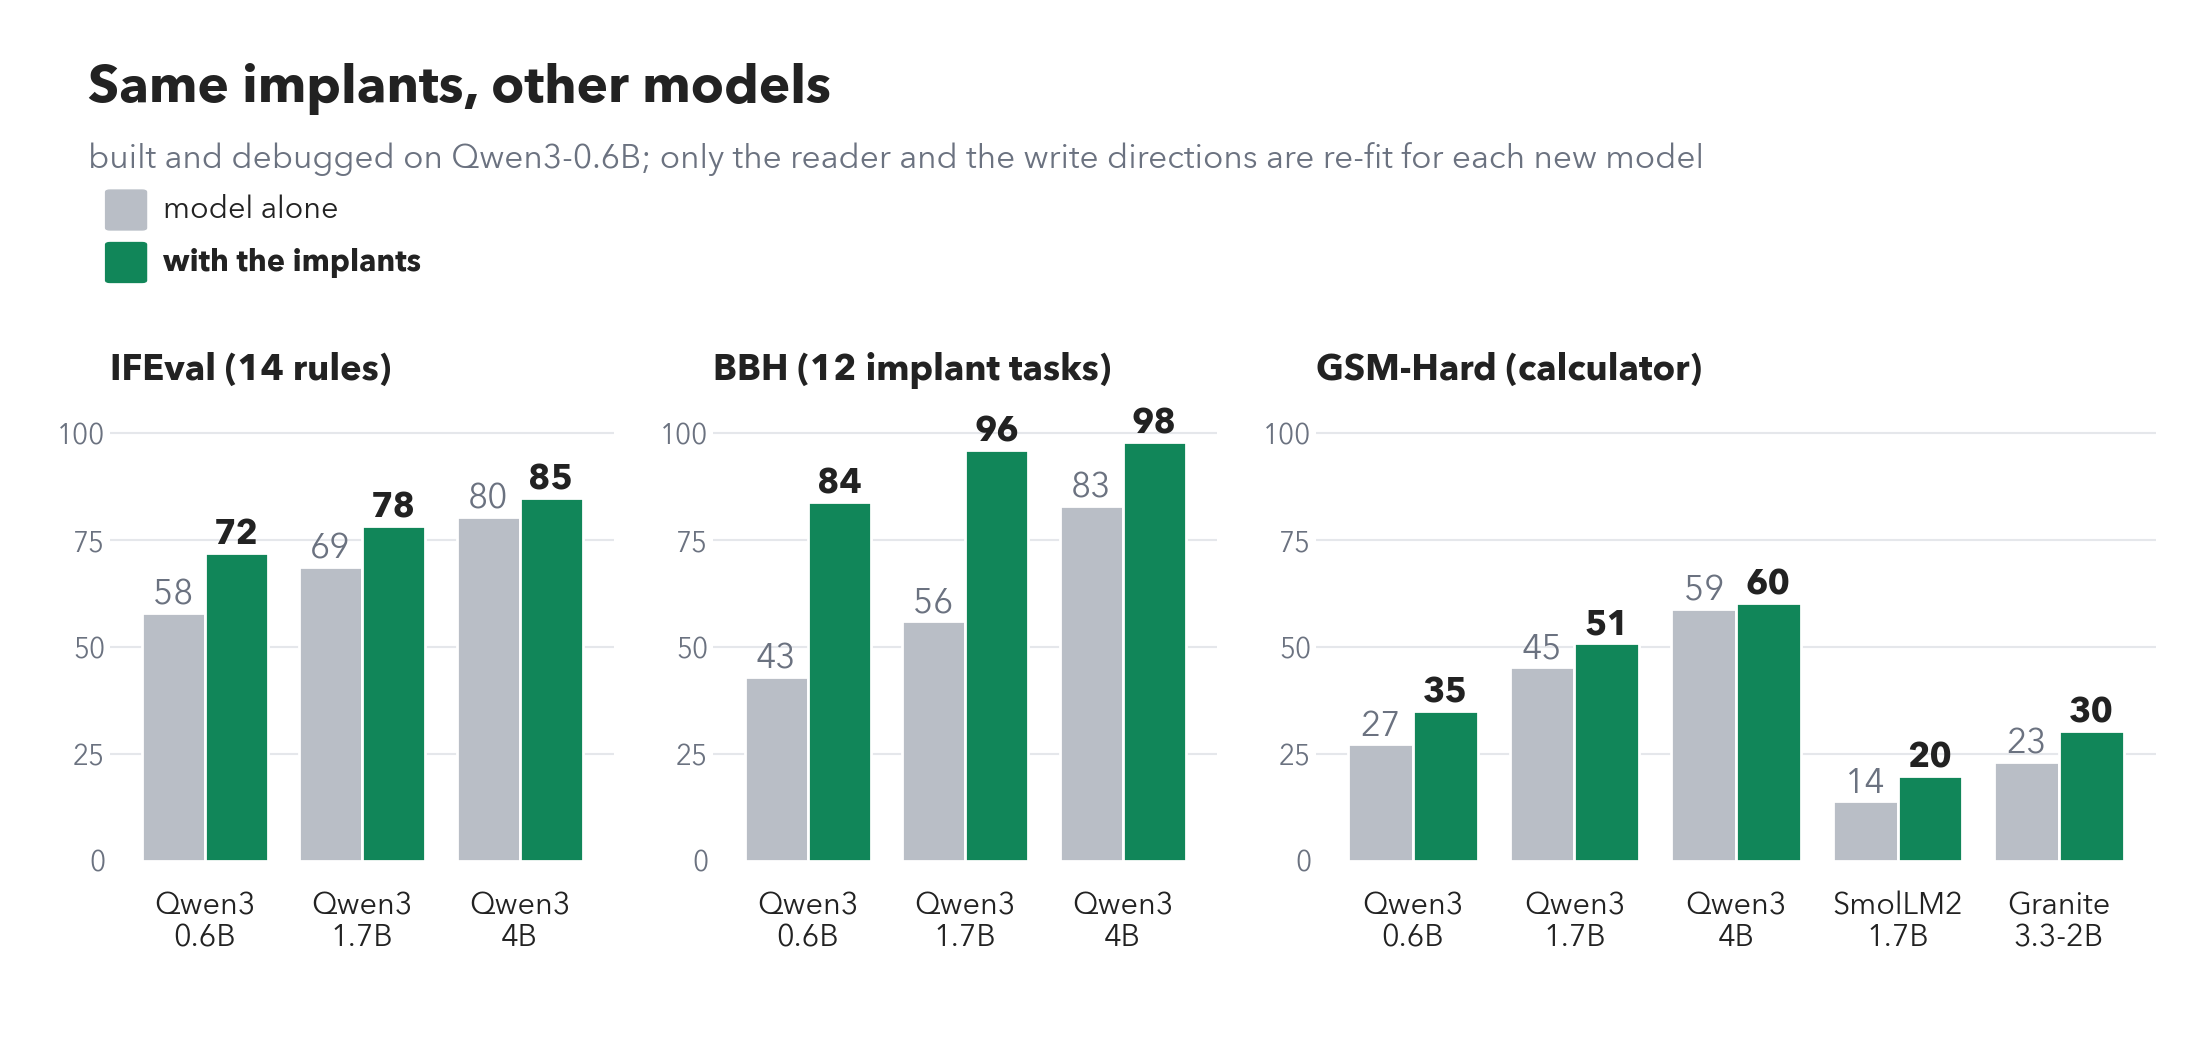 Same implants, other models
built and debugged on Qwen3-0.6B; only the reader and the write directions are re-fit for each new model
model alone
with the implants
IFEval (14 rules)
100
75
50
25
0
58
72
69
78
80
85
Qwen3
0.6B
Qwen3
1.7B
Qwen3
4B
BBH (12 implant tasks)
100
75
50
25
0
43
84
56
96
83
98
Qwen3
0.6B
Qwen3
1.7B
Qwen3
4B
GSM-Hard (calculator)
100
75
50
25
0
27
35
45
51
59
60
14
20
23
30
Qwen3
0.6B
Qwen3
1.7B
Qwen3
4B
SmolLM2
1.7B
Granite
3.3-2B